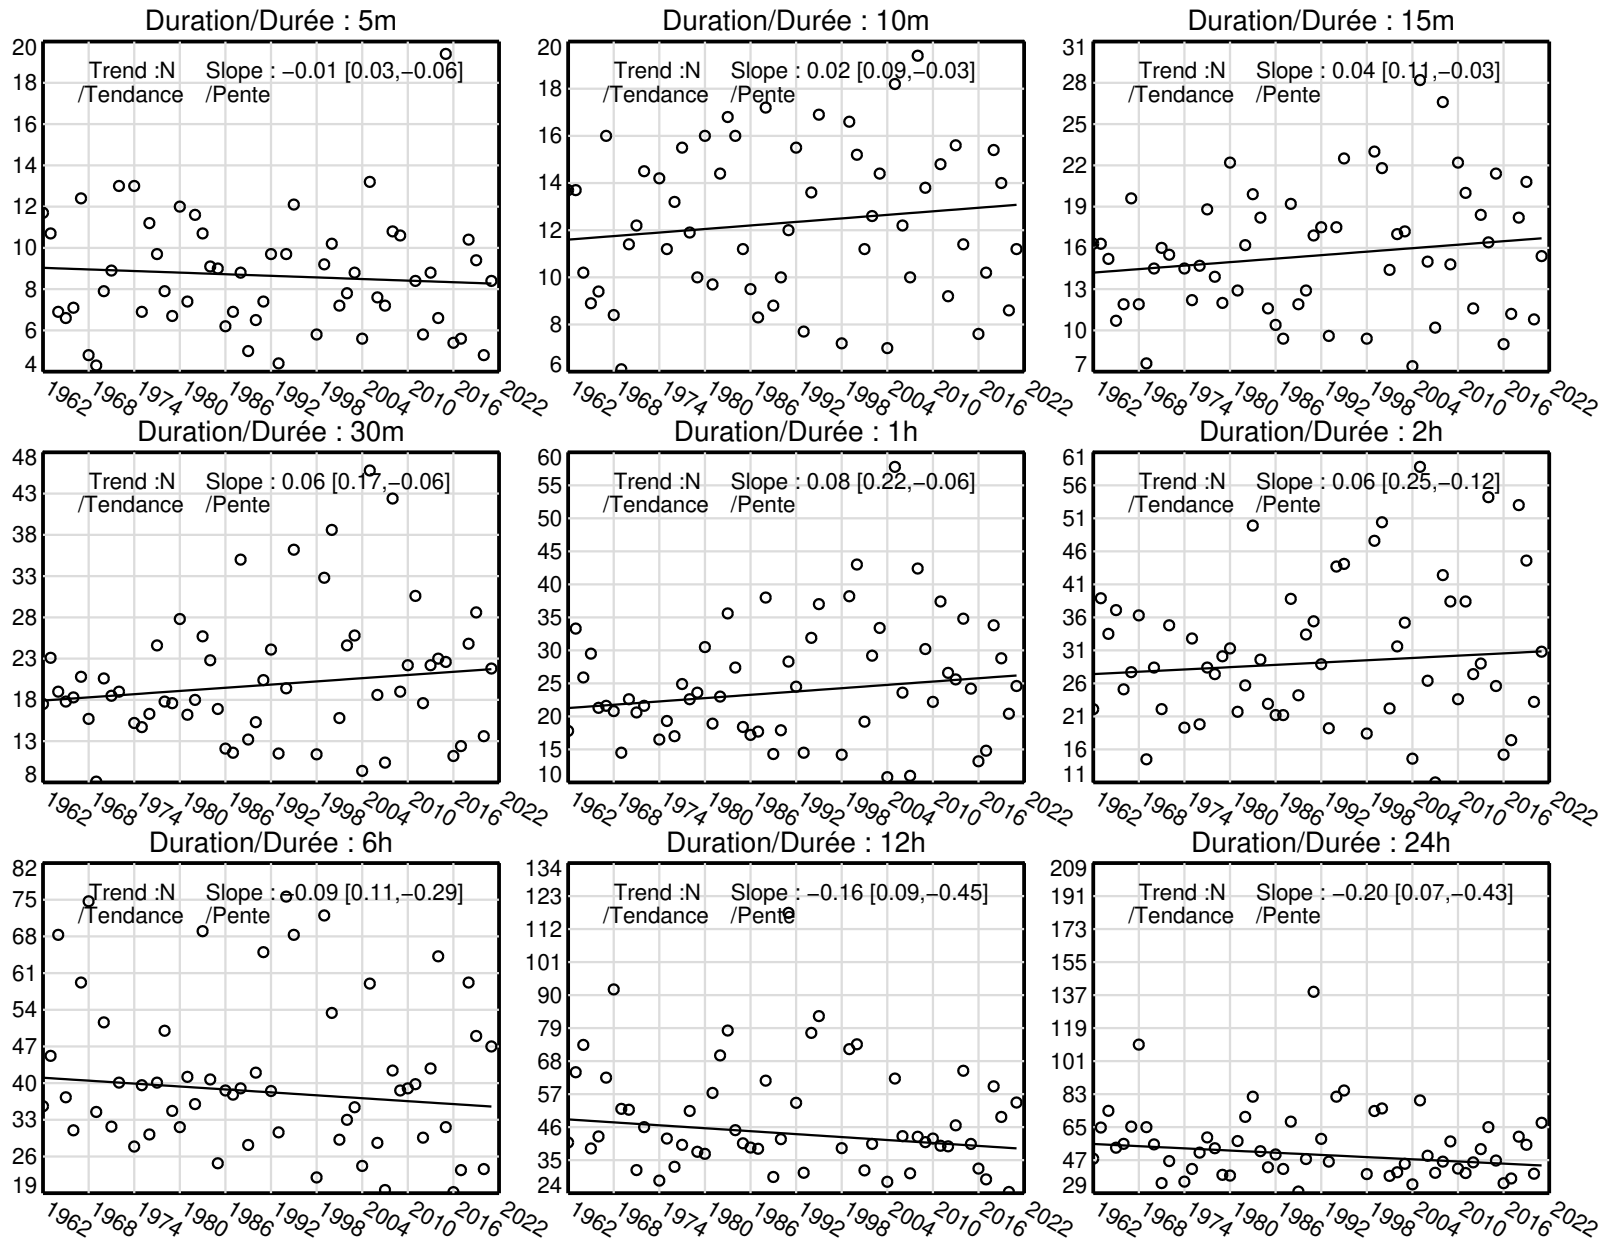 Duration/Durée : 5m
Trend :N Slope : −0.01 [0.03,−0.06]
/Tendance /Pente
20
18
16
14
12
10
8
6
4
1962 1968 1974 1980 1986 1992 1998 2004 2010 2016 2022
Duration/Durée : 10m
Trend :N Slope : 0.02 [0.09,−0.03]
/Tendance /Pente
20
18
16
14
12
10
8
6
1962 1968 1974 1980 1986 1992 1998 2004 2010 2016 2022
Duration/Durée : 15m
Trend :N Slope : 0.04 [0.11,−0.03]
/Tendance /Pente
31
28
25
22
19
16
13
10
7
1962 1968 1974 1980 1986 1992 1998 2004 2010 2016 2022
Duration/Durée : 30m
Trend :N Slope : 0.06 [0.17,−0.06]
/Tendance /Pente
48
43
38
33
28
23
18
13
8
1962 1968 1974 1980 1986 1992 1998 2004 2010 2016 2022
Duration/Durée : 1h
Trend :N Slope : 0.08 [0.22,−0.06]
/Tendance /Pente
60
55
50
45
40
35
30
25
20
15
10
1962 1968 1974 1980 1986 1992 1998 2004 2010 2016 2022
Duration/Durée : 2h
Trend :N Slope : 0.06 [0.25,−0.12]
/Tendance /Pente
61
56
51
46
41
36
31
26
21
16
11
1962 1968 1974 1980 1986 1992 1998 2004 2010 2016 2022
Duration/Durée : 6h
Trend :N Slope : −0.09 [0.11,−0.29]
/Tendance /Pente
82
75
68
61
54
47
40
33
26
19
1962 1968 1974 1980 1986 1992 1998 2004 2010 2016 2022
Duration/Durée : 12h
Trend :N Slope : −0.16 [0.09,−0.45]
/Tendance /Pente
134
123
112
101
90
79
68
57
46
35
24
1962 1968 1974 1980 1986 1992 1998 2004 2010 2016 2022
Duration/Durée : 24h
Trend :N Slope : −0.20 [0.07,−0.43]
/Tendance /Pente
209
191
173
155
137
119
101
83
65
47
29
1962 1968 1974 1980 1986 1992 1998 2004 2010 2016 2022